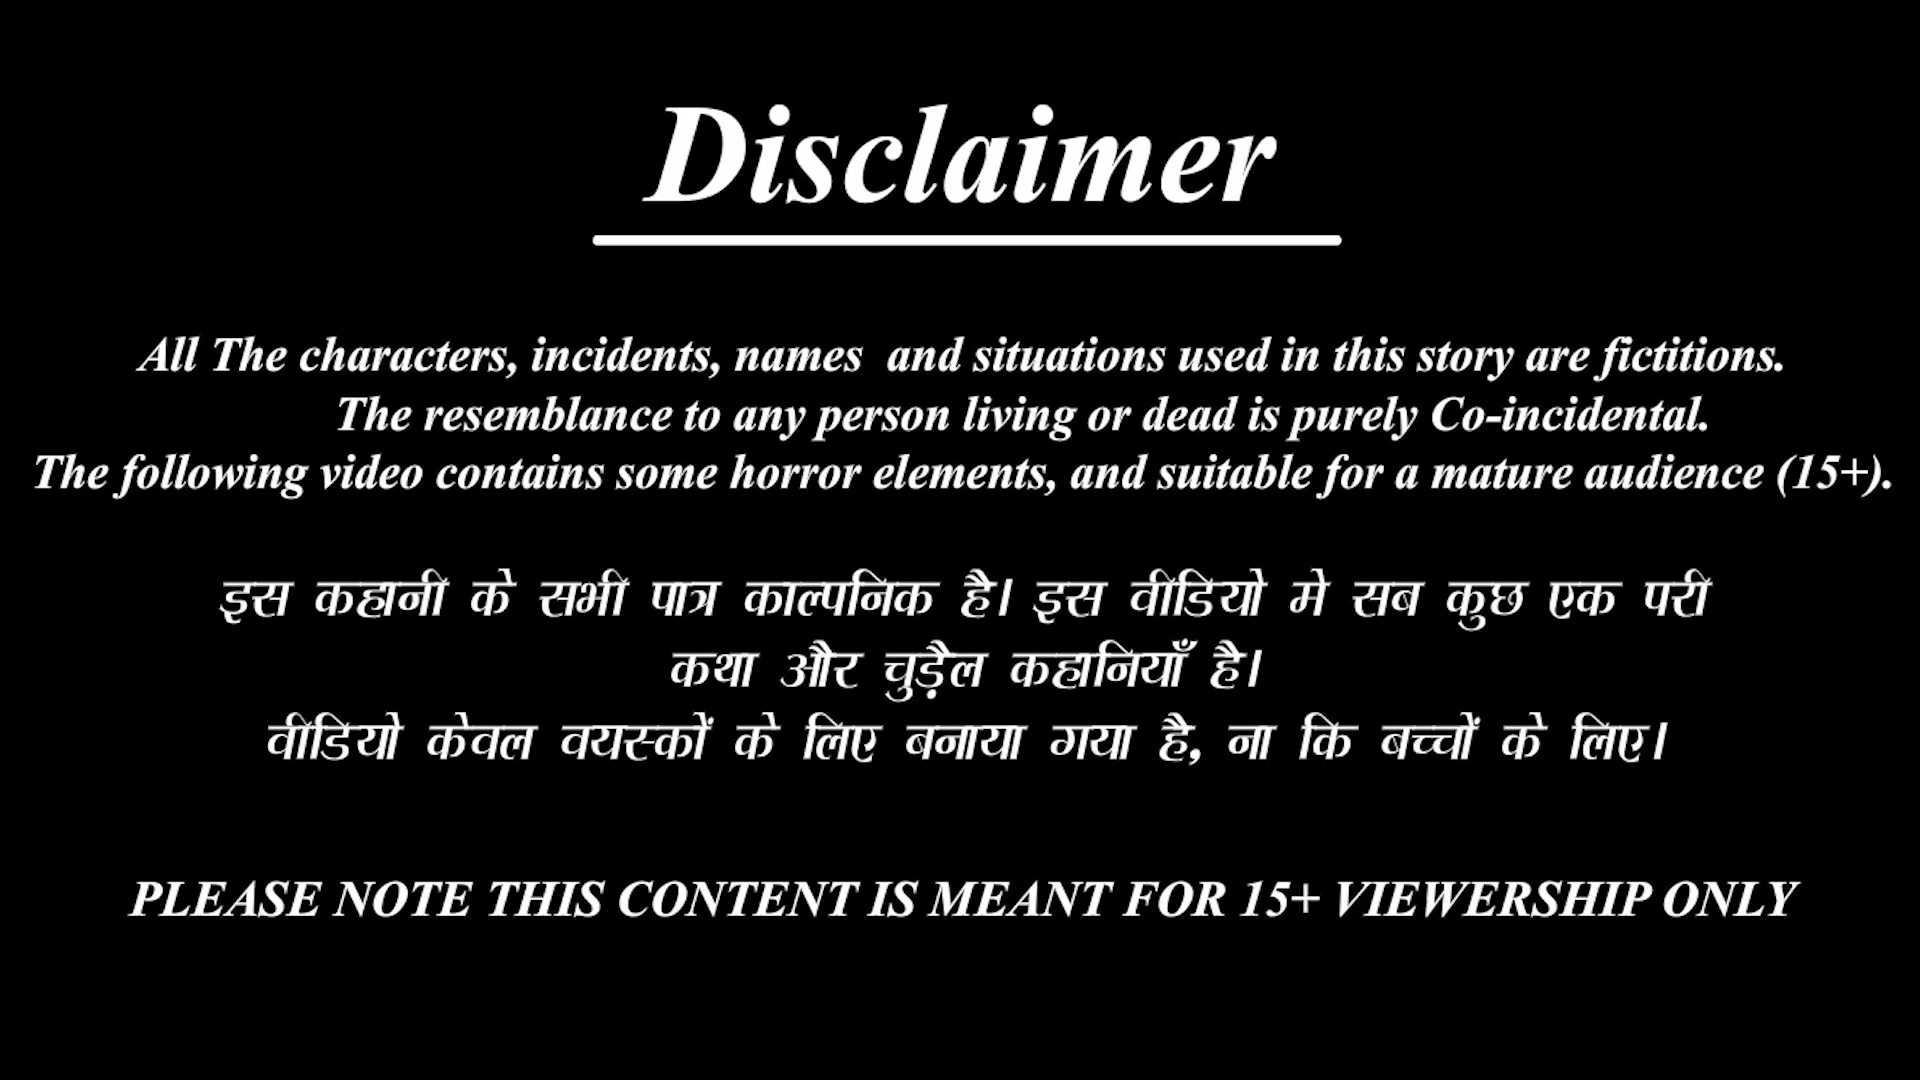 Disclaimer
All The characters, incidents, names and situations used in this story are fictitions.
The resemblance to any person living or dead is purely Co-incidental.
The following video contains some horror elements, and suitable for a mature audience (15+).
इस कहानी के सभी पात्र काल्पनिक है। इस वीडियो मे सब कुछ एक परी
कथा और चुड़ैल कहानियाँ है।
वीडियो केवल वयस्कों के लिए बनाया गया है, ना कि बच्चों के लिए।
PLEASE NOTE THIS CONTENT IS MEANT FOR 15+ VIEWERSHIP ONLY